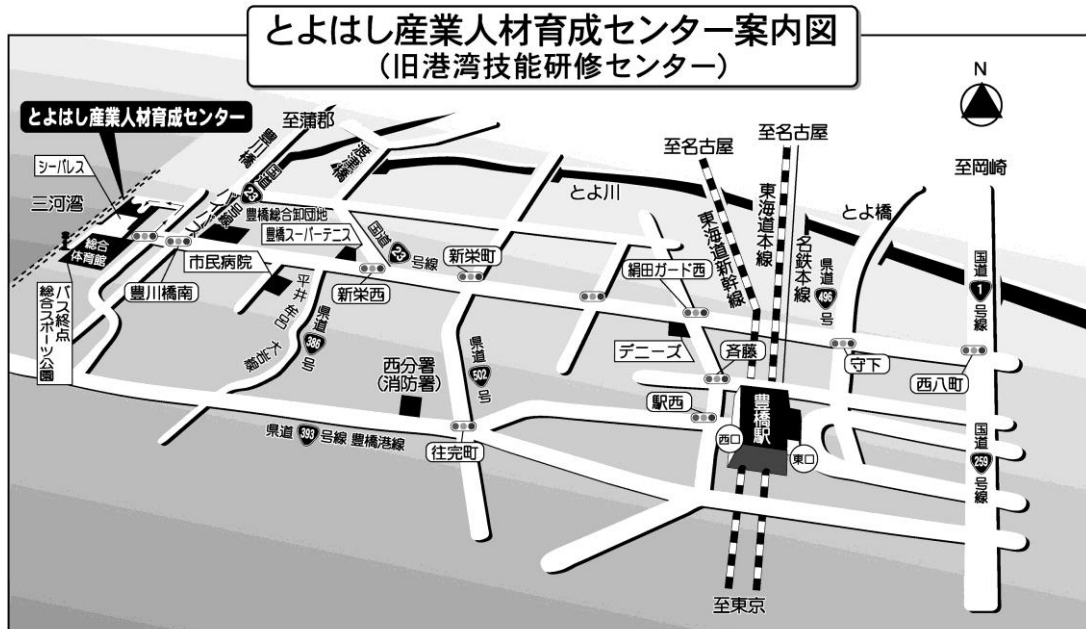 とよはし産業人材育成センター案内図
(旧港湾技能研修センター)
N
とよはし産業人材育成センター
至蒲郡
豊川橋
渡津橋
至名古屋
至名古屋
至岡崎
シーパレス
三河湾
国道23号線
バイパス
とよ川
とよ橋
東海道新幹線
東海道本線
名鉄本線
県道496号
国道1号線
総合
体育館
豊橋総合卸団地
豊橋スーパーテニス
国道23号線
新栄町
絹田ガード西
市民病院
豊川橋南
新栄西
バス終点
総合スポーツ公園
平井牟呂大岩線
県道386号
西分署
(消防署)
県道502号
デニーズ
斉藤
守下
西八町
駅西
豊橋駅
西口
東口
国道259号線
県道393号線 豊橋港線
往完町
至東京